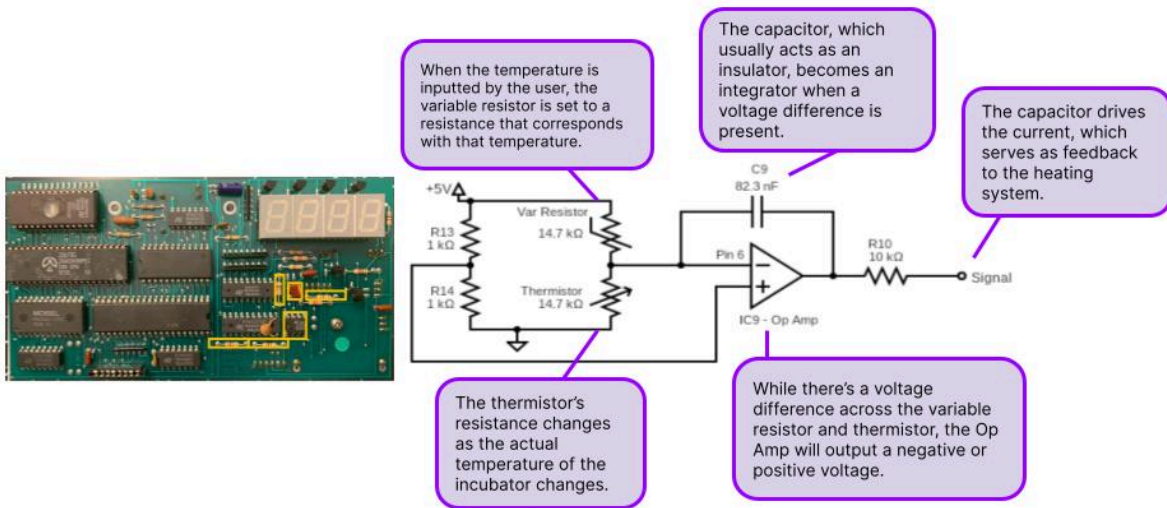 When the temperature is
inputted by the user, the
variable resistor is set to a
resistance that corresponds
with that temperature.
The capacitor, which
usually acts as an
insulator, becomes an
integrator when a
voltage difference is
present.
The capacitor drives
the current, which
serves as feedback
to the heating
system.
+5V
R13
1 kΩ
R14
1 kΩ
Var Resistor
14.7 kΩ
Thermistor
14.7 kΩ
C9
82.3 nF
Pin 6
IC9 - Op Amp
R10
10 kΩ
Signal
The thermistor's
resistance changes
as the actual
temperature of the
incubator changes.
While there's a voltage
difference across the variable
resistor and thermistor, the Op
Amp will output a negative or
positive voltage.